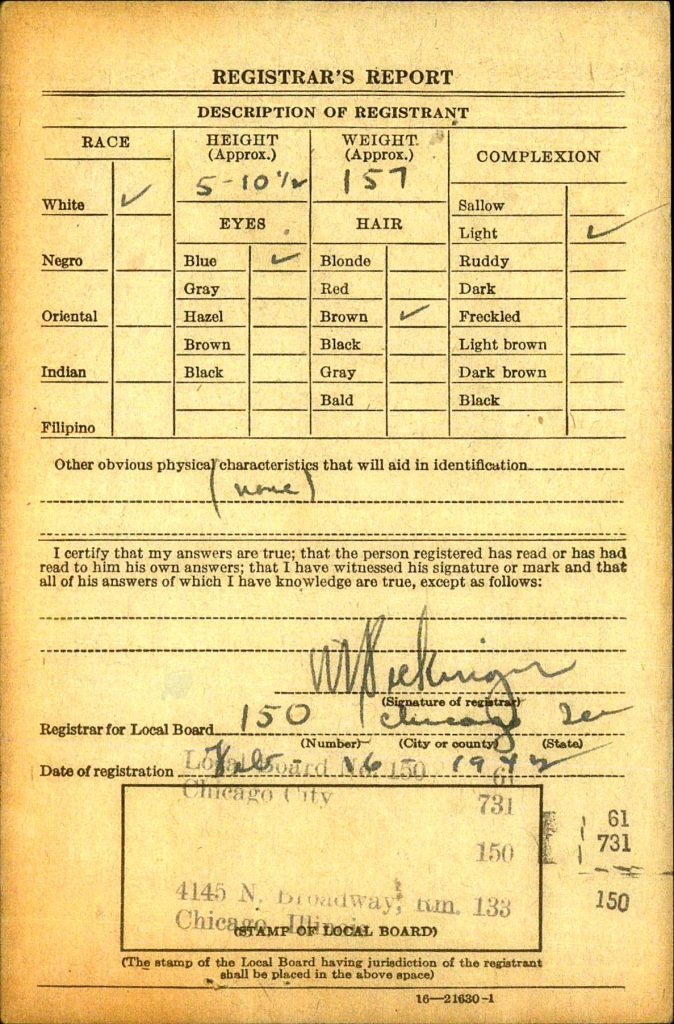 REGISTRAR'S REPORT
DESCRIPTION OF REGISTRANT
RACE
HEIGHT
(Approx.)
WEIGHT
(Approx.)
COMPLEXION
5-10 1/2
157
White ✓
EYES
HAIR
Sallow
Light ✓
Negro
Blue ✓
Blonde
Ruddy
Gray
Red
Dark
Oriental
Hazel
Brown ✓
Freckled
Brown
Black
Light brown
Indian
Black
Gray
Dark brown
Bald
Black
Filipino
Other obvious physical characteristics that will aid in identification
(none)
I certify that my answers are true; that the person registered has read or has had
read to him his own answers; that I have witnessed his signature or mark and that
all of his answers of which I have knowledge are true, except as follows:
(Signature of registrar)
Registrar for Local Board 150 Chicago
(Number) (City or county) (State)
Date of registration Feb - 16 - 1942
Local Board No. 150 61
Chicago City 731
150
4145 N. Broadway, Rm. 133
Chicago, Illinois
61
731
150
(STAMP OF LOCAL BOARD)
(The stamp of the Local Board having jurisdiction of the registrant
shall be placed in the above space)
16—21630-1